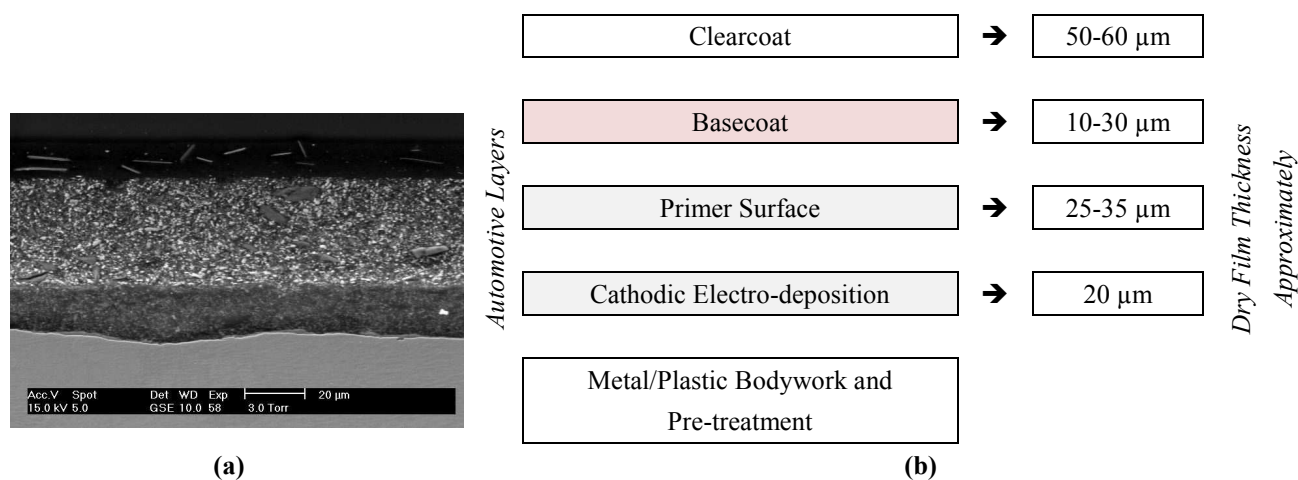 Acc.V Spot Det WD Exp 20 µm
15.0 kV 5.0 GSE 10.0 58 3.0 Torr
(a)
Automotive Layers
Clearcoat
➔
50-60 µm
Basecoat
➔
10-30 µm
Primer Surface
➔
25-35 µm
Cathodic Electro-deposition
➔
20 µm
Metal/Plastic Bodywork and
Pre-treatment
Dry Film Thickness
Approximately
(b)